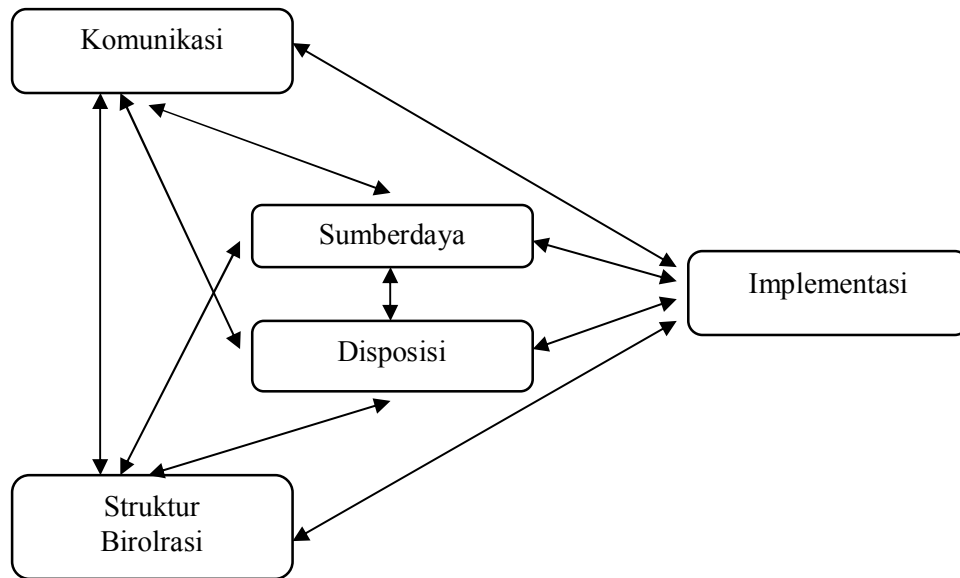 Komunikasi
Sumberdaya
Implementasi
Disposisi
Struktur
Birolrasi